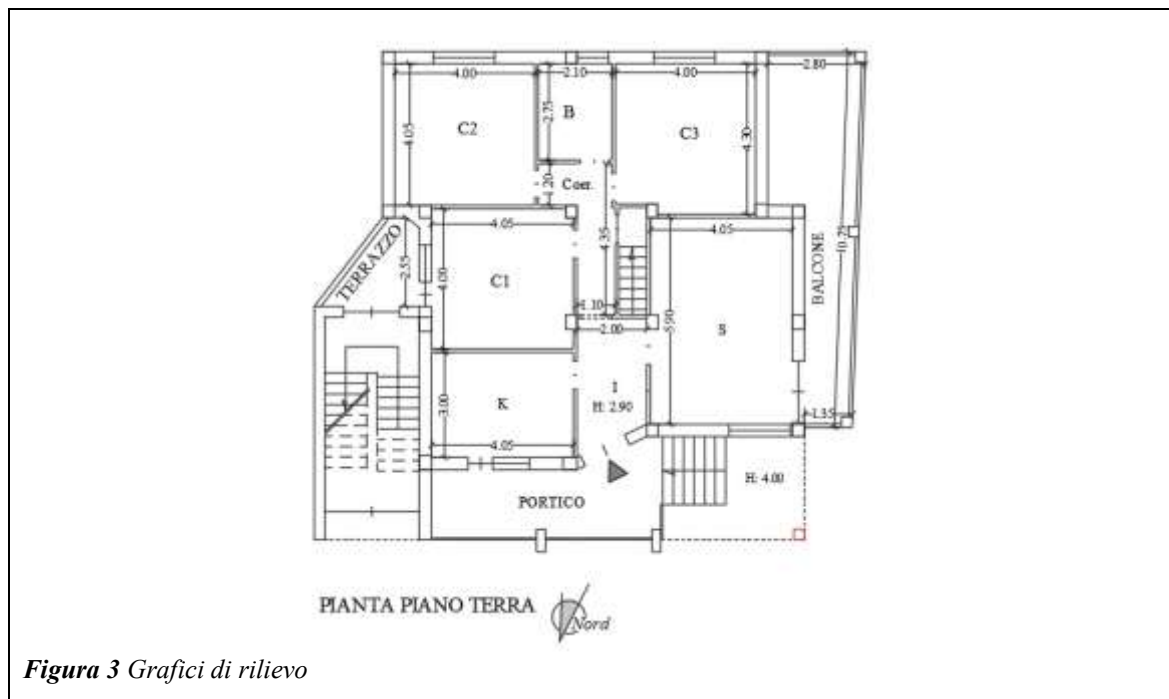 4.00 2.10 4.00 2.80
2.75 B
C2 C3
4.05 4.30
1.20 Cor.
4.05 4.05
TERRAZZO 2.55 4.35 BALCONE 10.75
4.00 C1
1.10
2.00 5.90 S
I
3.00 K H: 2.90
4.05 1.35
H: 4.00
PORTICO
PIANTA PIANO TERRA Nord
Figura 3 Grafici di rilievo